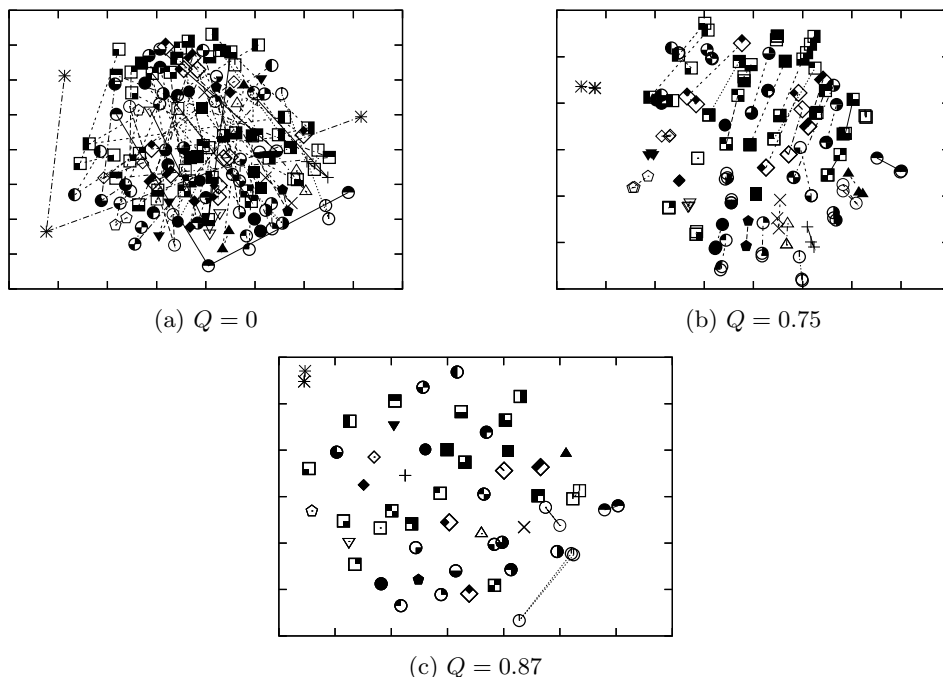 (a) Q = 0
(b) Q = 0.75
(c) Q = 0.87